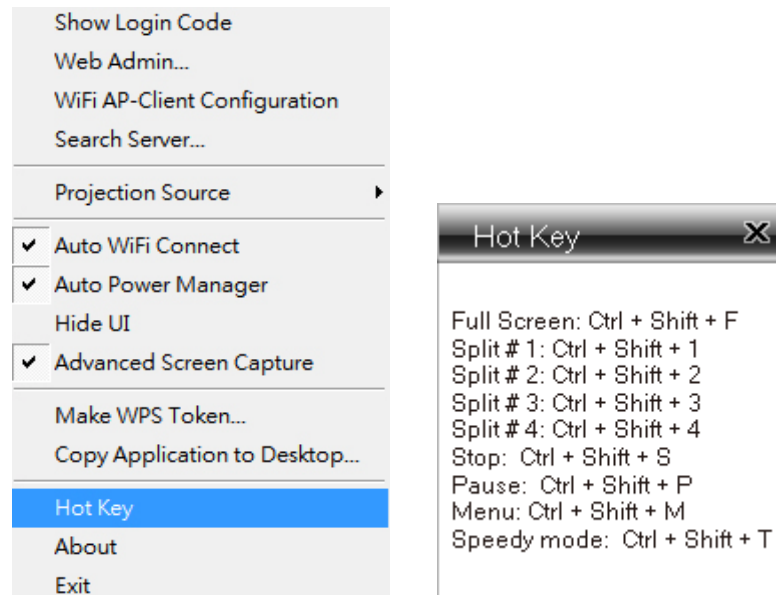 Show Login Code
Web Admin...
WiFi AP-Client Configuration
Search Server...
Projection Source
Auto WiFi Connect
Auto Power Manager
Hide UI
Advanced Screen Capture
Make WPS Token...
Copy Application to Desktop...
Hot Key
About
Exit
Hot Key
Full Screen: Ctrl + Shift + F
Split # 1: Ctrl + Shift + 1
Split # 2: Ctrl + Shift + 2
Split # 3: Ctrl + Shift + 3
Split # 4: Ctrl + Shift + 4
Stop: Ctrl + Shift + S
Pause: Ctrl + Shift + P
Menu: Ctrl + Shift + M
Speedy mode: Ctrl + Shift + T